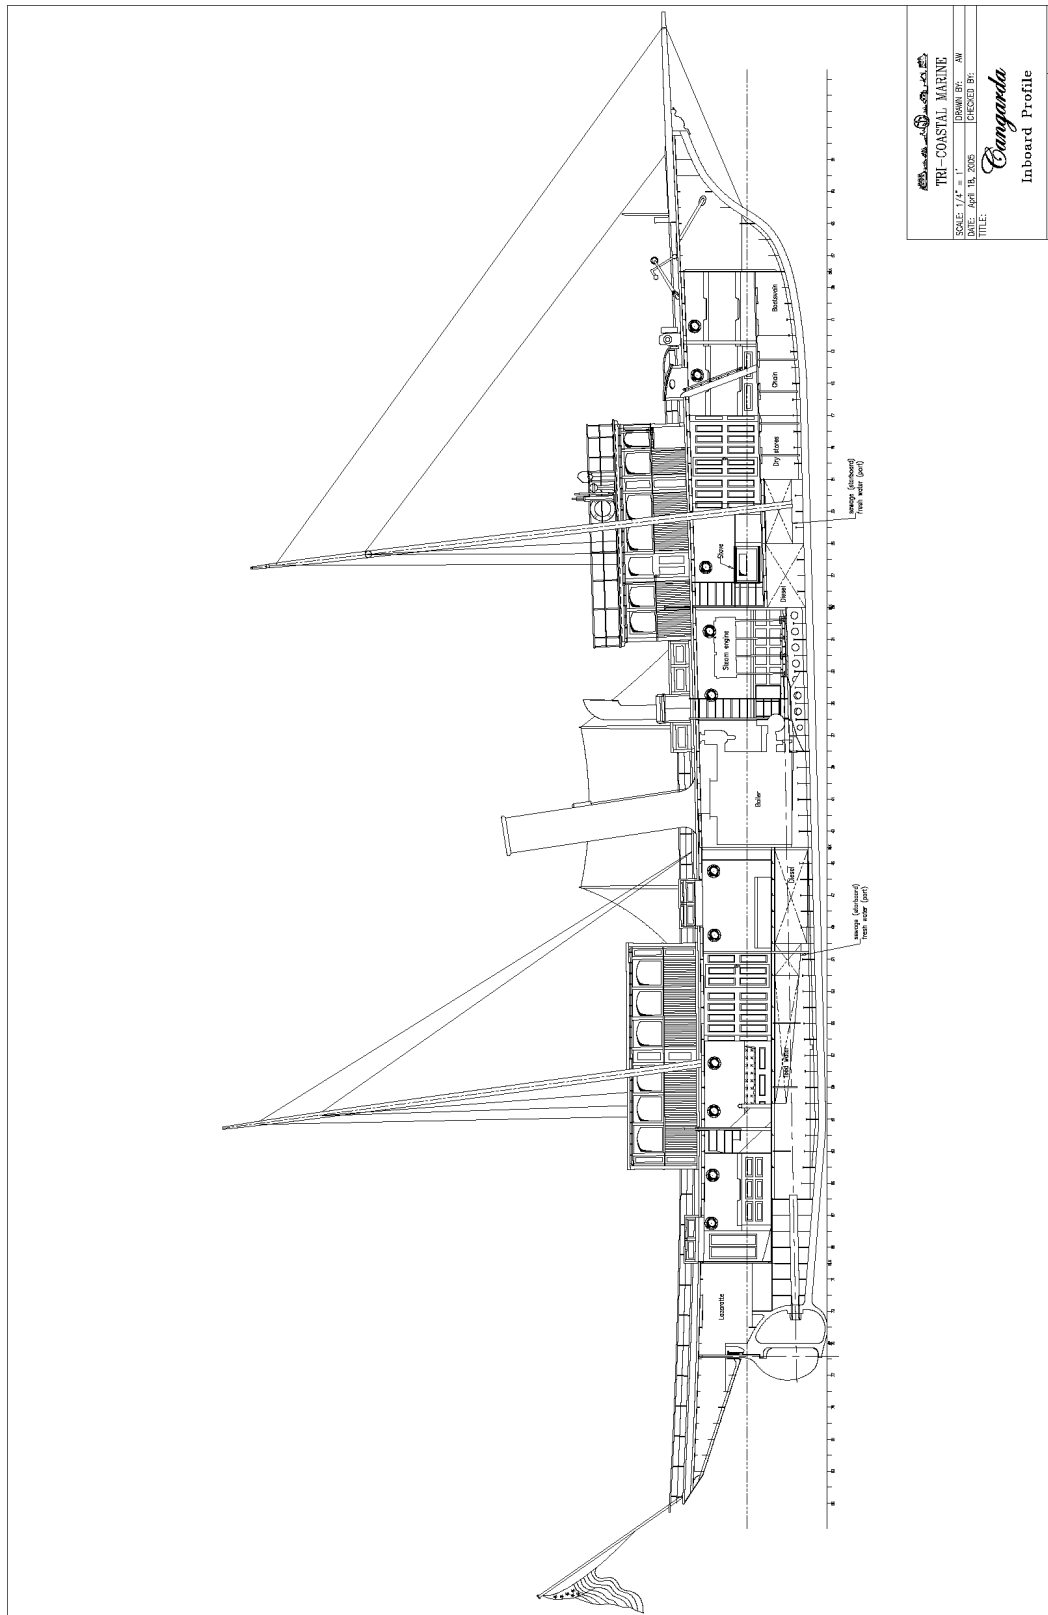 TRI-COASTAL MARINE
SCALE: 1/4" = 1'
DRAWN BY: AW
DATE: April 18, 2005
CHECKED BY:
TITLE:
Cangarda
Inboard Profile
Boatswain
Chain
Dry stores
sewage (starboard)
fresh water (port)
Stove
Diesel
Steam engine
Boiler
Diesel
sewage (starboard)
fresh water (port)
feed water
Lazarette